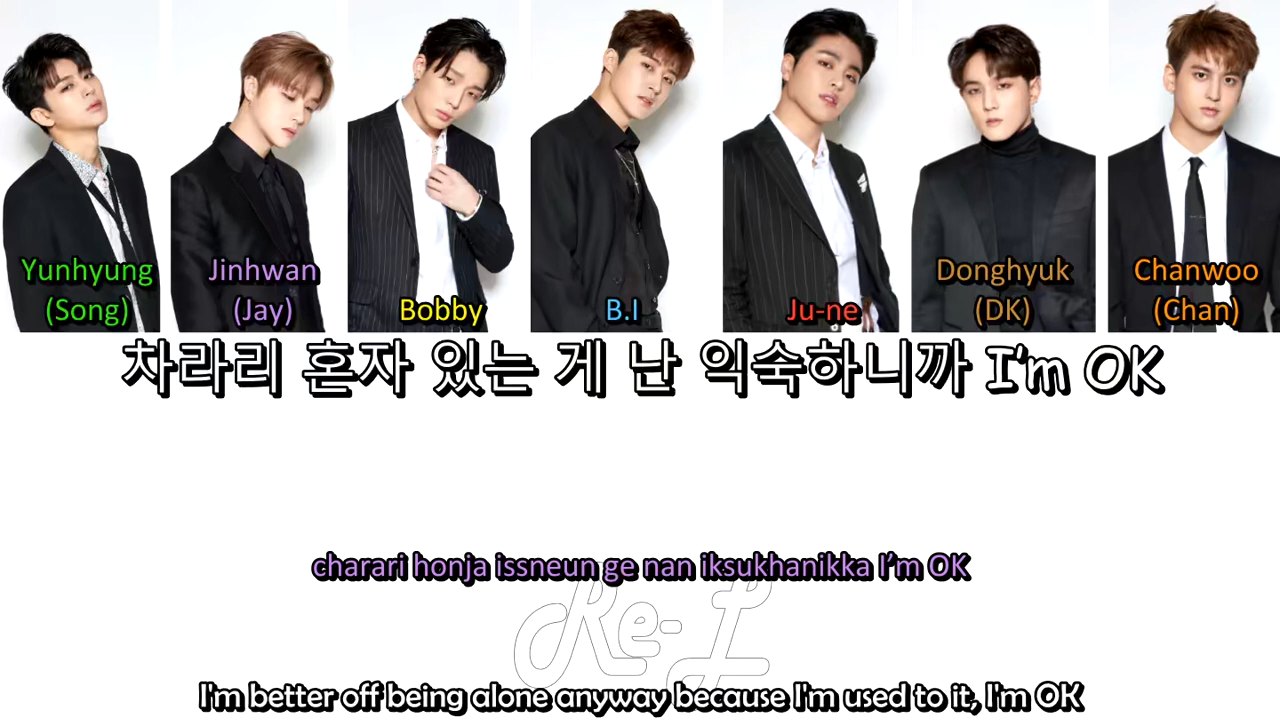 Yunhyung
(Song)
Jinhwan
(Jay)
Bobby
B.I
Ju-ne
Donghyuk
(DK)
Chanwoo
(Chan)
차라리 혼자 있는 게 난 익숙하니까 I'm OK
charari honja issneun ge nan iksukhanikka I'm OK
Re-L
I'm better off being alone anyway because I'm used to it, I'm OK